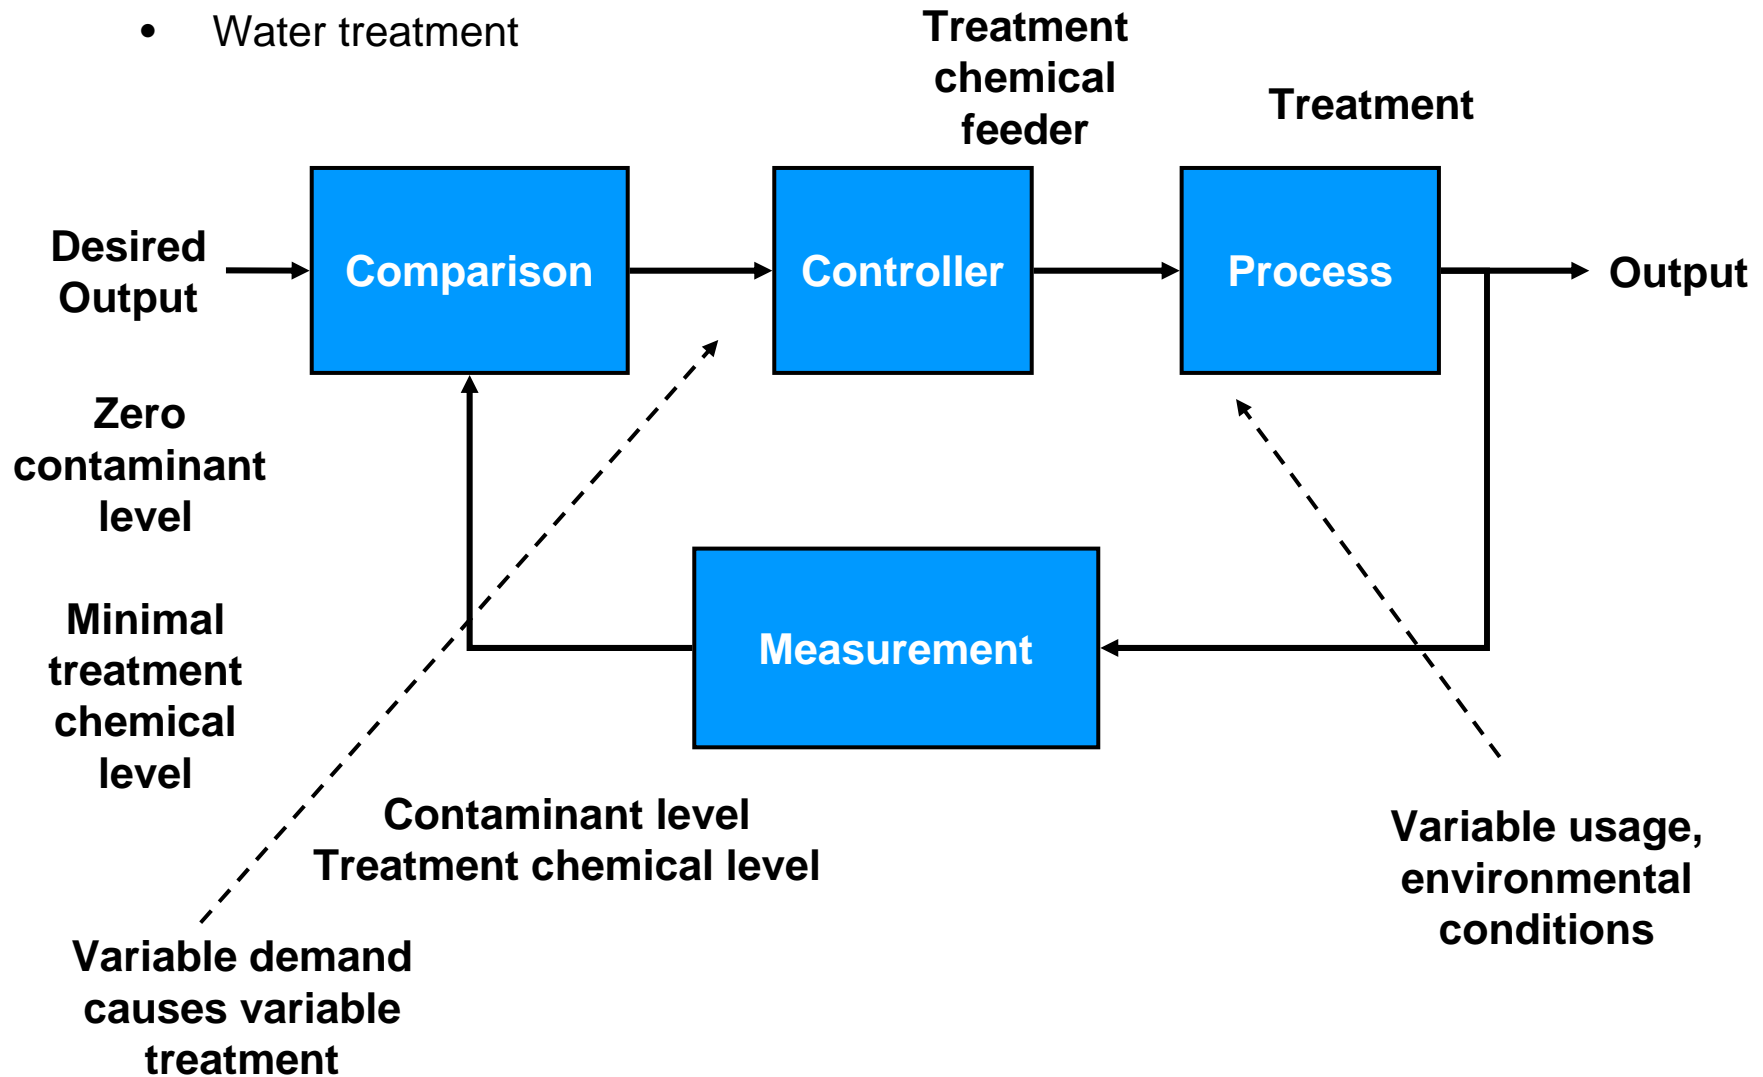 • Water treatment
Treatment
chemical
feeder
Treatment
Desired
Output
Comparison
Controller
Process
Output
Zero
contaminant
level
Minimal
treatment
chemical
level
Measurement
Contaminant level
Treatment chemical level
Variable usage,
environmental
conditions
Variable demand
causes variable
treatment